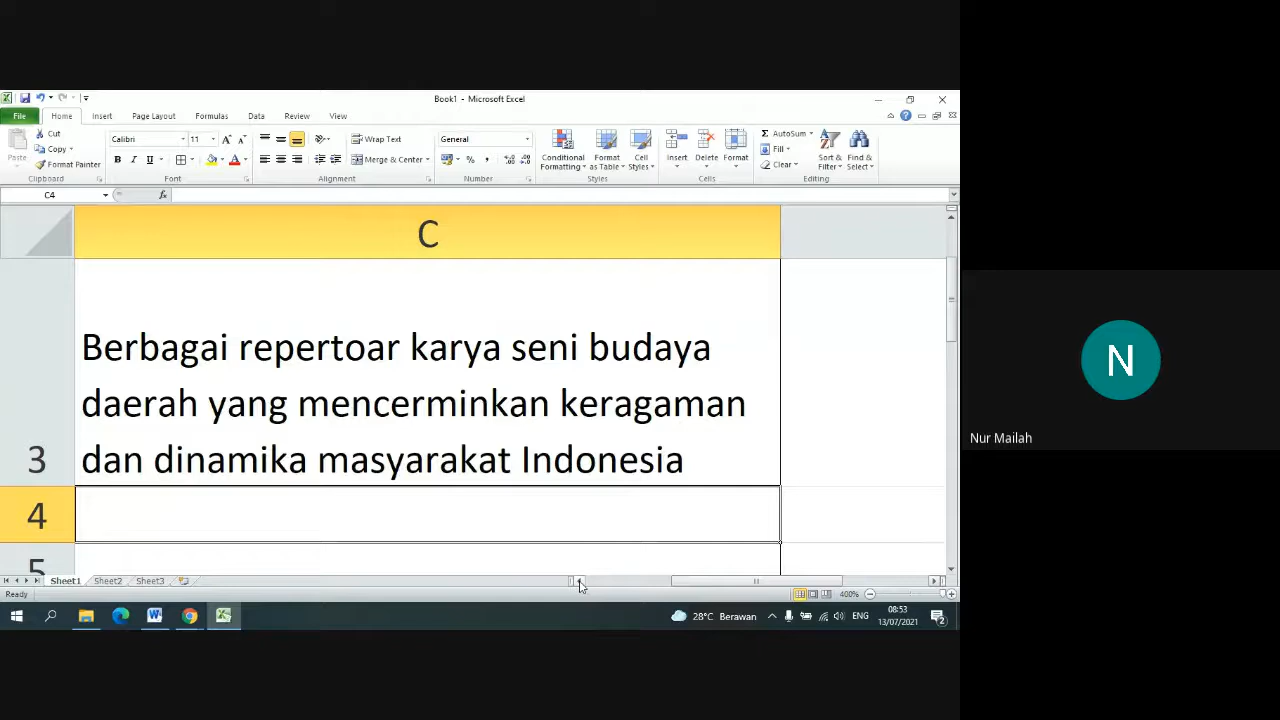 Book1 - Microsoft Excel
File Home Insert Page Layout Formulas Data Review View
Cut
Copy
Format Painter
Paste
Clipboard
Calibri 11
B I U
Font
Wrap Text
Merge & Center
Alignment
General
Number
Conditional Formatting
Format as Table
Cell Styles
Styles
Insert Delete Format
Cells
AutoSum
Fill
Clear
Sort & Filter
Find & Select
Editing
C4
fx
C
Berbagai repertoar karya seni budaya
daerah yang mencerminkan keragaman
3 dan dinamika masyarakat Indonesia
4
5
Sheet1 Sheet2 Sheet3
Ready
400%
28°C Berawan
ENG
08:53
13/07/2021
2
N
Nur Mailah